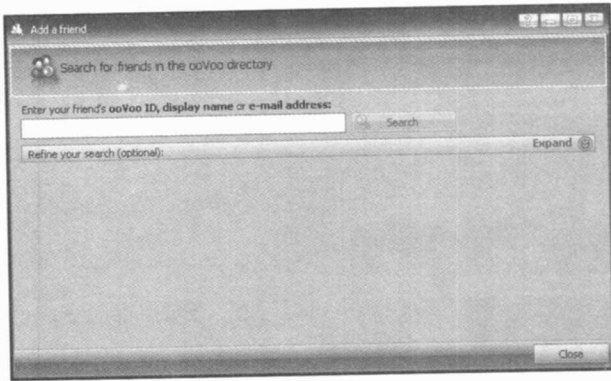 Add a friend
Search for friends in the ooVoo directory
Enter your friend's ooVoo ID, display name or e-mail address:
Search
Refine your search (optional):
Expand
Close